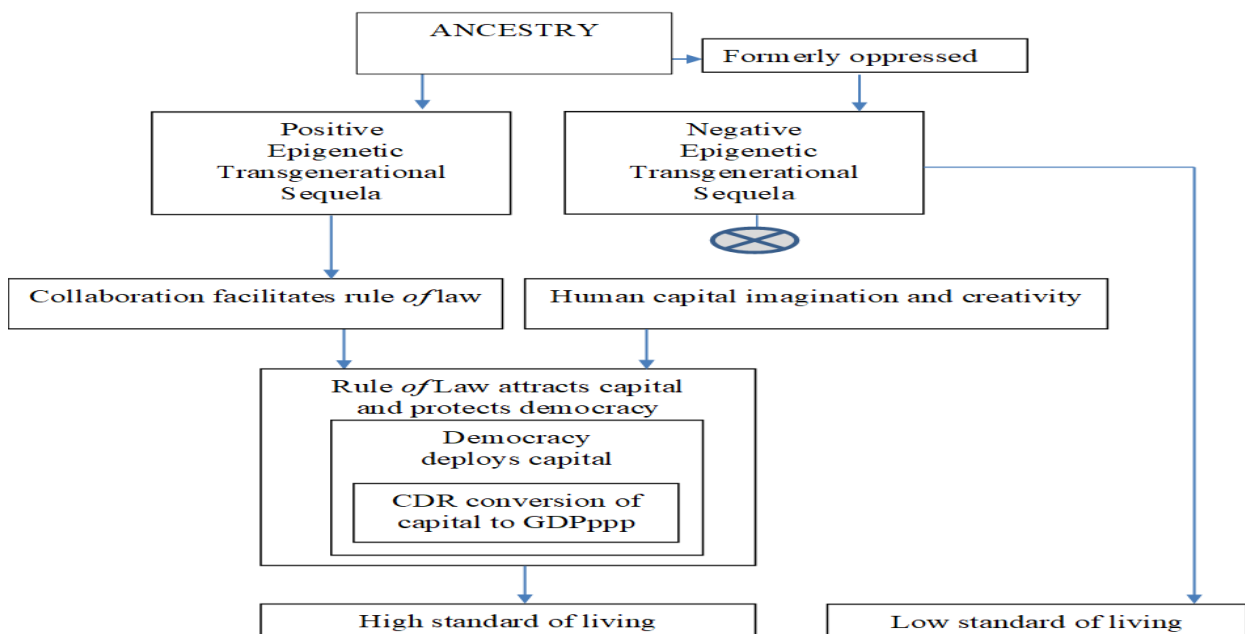 ANCESTRY
Formerly oppressed
Positive
Epigenetic
Transgenerational
Sequela
Negative
Epigenetic
Transgenerational
Sequela
Collaboration facilitates rule of law
Human capital imagination and creativity
Rule of Law attracts capital
and protects democracy
Democracy
deploys capital
CDR conversion of
capital to GDPppp
High standard of living
Low standard of living